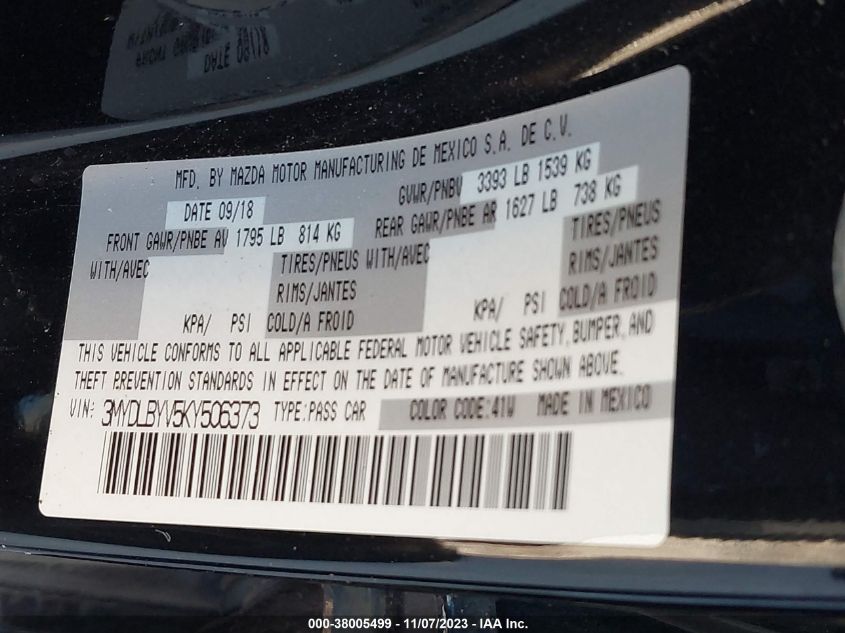 MFD. BY MAZDA MOTOR MANUFACTURING DE MEXICO S.A. DE C.V.
DATE 09/18 GVWR/PNBV 3393 LB 1539 KG
FRONT GAWR/PNBE AV 1795 LB 814 KG REAR GAWR/PNBE AR 1627 LB 738 KG
WITH/AVEC TIRES/PNEUS WITH/AVEC TIRES/PNEUS
RIMS/JANTES RIMS/JANTES
KPA/ PSI COLD/A FROID KPA/ PSI COLD/A FROID
THIS VEHICLE CONFORMS TO ALL APPLICABLE FEDERAL MOTOR VEHICLE SAFETY, BUMPER, AND
THEFT PREVENTION STANDARDS IN EFFECT ON THE DATE OF MANUFACTURE SHOWN ABOVE.
VIN: 3MYDLBYV5KY506373 TYPE:PASS CAR COLOR CODE:41W MADE IN MEXICO
000-38005499 - 11/07/2023 - IAA Inc.